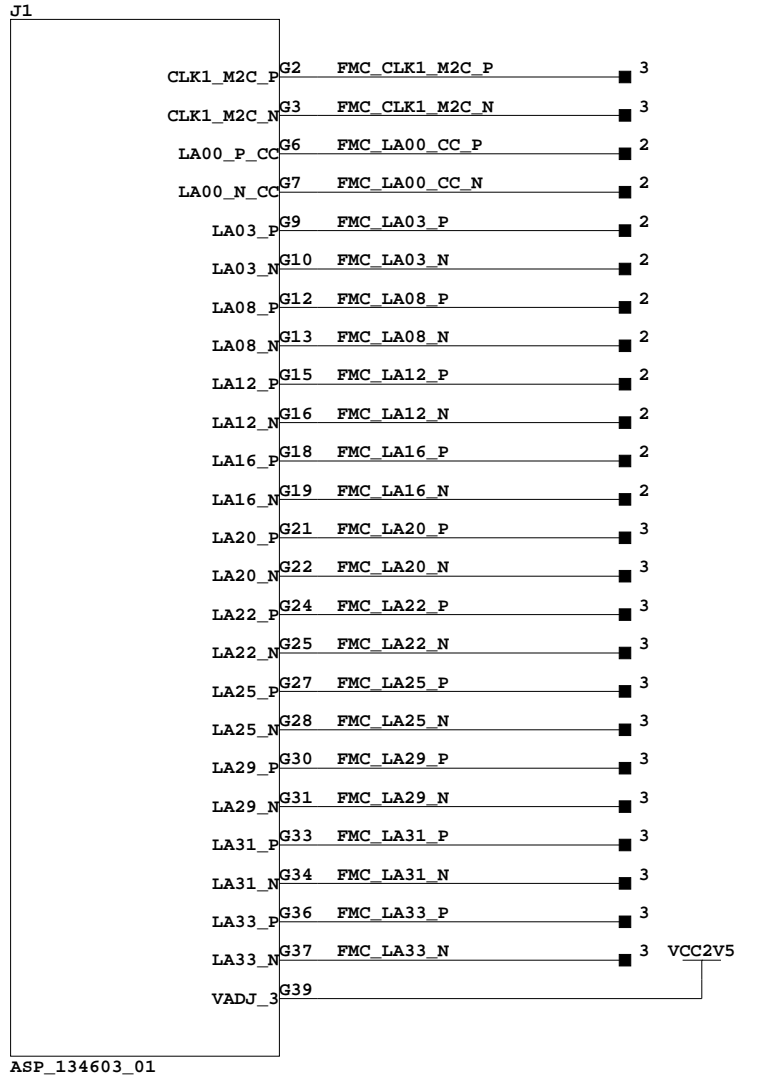 J1
CLK1_M2C_P G2 FMC_CLK1_M2C_P 3
CLK1_M2C_N G3 FMC_CLK1_M2C_N 3
LA00_P_CC G6 FMC_LA00_CC_P 2
LA00_N_CC G7 FMC_LA00_CC_N 2
LA03_P G9 FMC_LA03_P 2
LA03_N G10 FMC_LA03_N 2
LA08_P G12 FMC_LA08_P 2
LA08_N G13 FMC_LA08_N 2
LA12_P G15 FMC_LA12_P 2
LA12_N G16 FMC_LA12_N 2
LA16_P G18 FMC_LA16_P 2
LA16_N G19 FMC_LA16_N 2
LA20_P G21 FMC_LA20_P 3
LA20_N G22 FMC_LA20_N 3
LA22_P G24 FMC_LA22_P 3
LA22_N G25 FMC_LA22_N 3
LA25_P G27 FMC_LA25_P 3
LA25_N G28 FMC_LA25_N 3
LA29_P G30 FMC_LA29_P 3
LA29_N G31 FMC_LA29_N 3
LA31_P G33 FMC_LA31_P 3
LA31_N G34 FMC_LA31_N 3
LA33_P G36 FMC_LA33_P 3
LA33_N G37 FMC_LA33_N 3 VCC2V5
VADJ_3 G39
ASP_134603_01